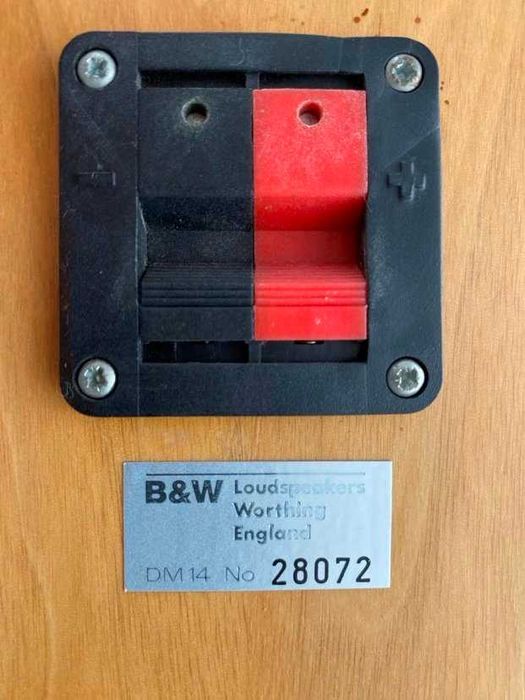 - +
B&W Loudspeakers
Worthing
England
DM14 No 28072